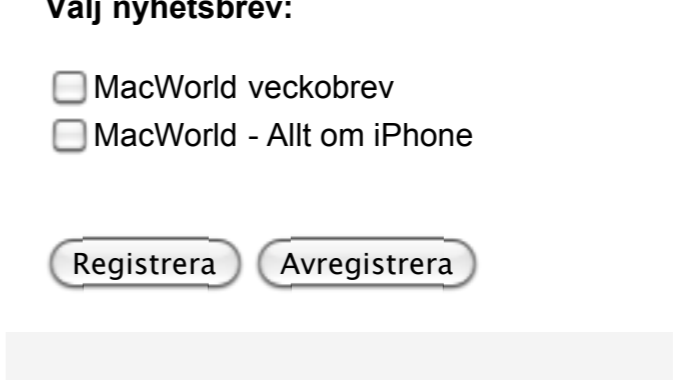 Välj nyhetsbrev:
MacWorld veckobrev
MacWorld - Allt om iPhone
Registrera Avregistrera